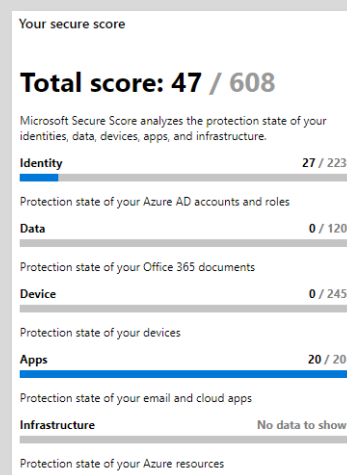 Your secure score
Total score: 47 / 608
Microsoft Secure Score analyzes the protection state of your
identities, data, devices, apps, and infrastructure.
Identity 27 / 223
Protection state of your Azure AD accounts and roles
Data 0 / 120
Protection state of your Office 365 documents
Device 0 / 245
Protection state of your devices
Apps 20 / 20
Protection state of your email and cloud apps
Infrastructure No data to show
Protection state of your Azure resources